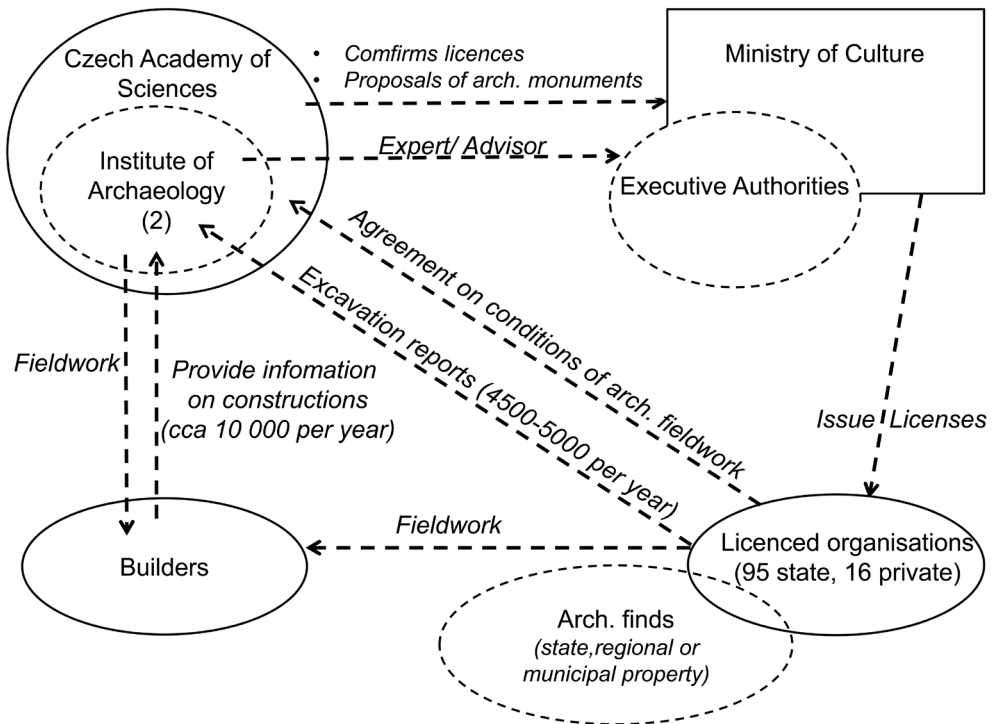 Czech Academy of
Sciences
• Comfirms licences
• Proposals of arch. monuments
Ministry of Culture
Institute of
Archaeology
(2)
Expert/ Advisor
Executive Authorities
Agreement on conditions of arch. fieldwork
Excavation reports (4500-5000 per year)
Fieldwork
Provide infomation
on constructions
(cca 10 000 per year)
Issue Licenses
Builders
Fieldwork
Licenced organisations
(95 state, 16 private)
Arch. finds
(state,regional or
municipal property)